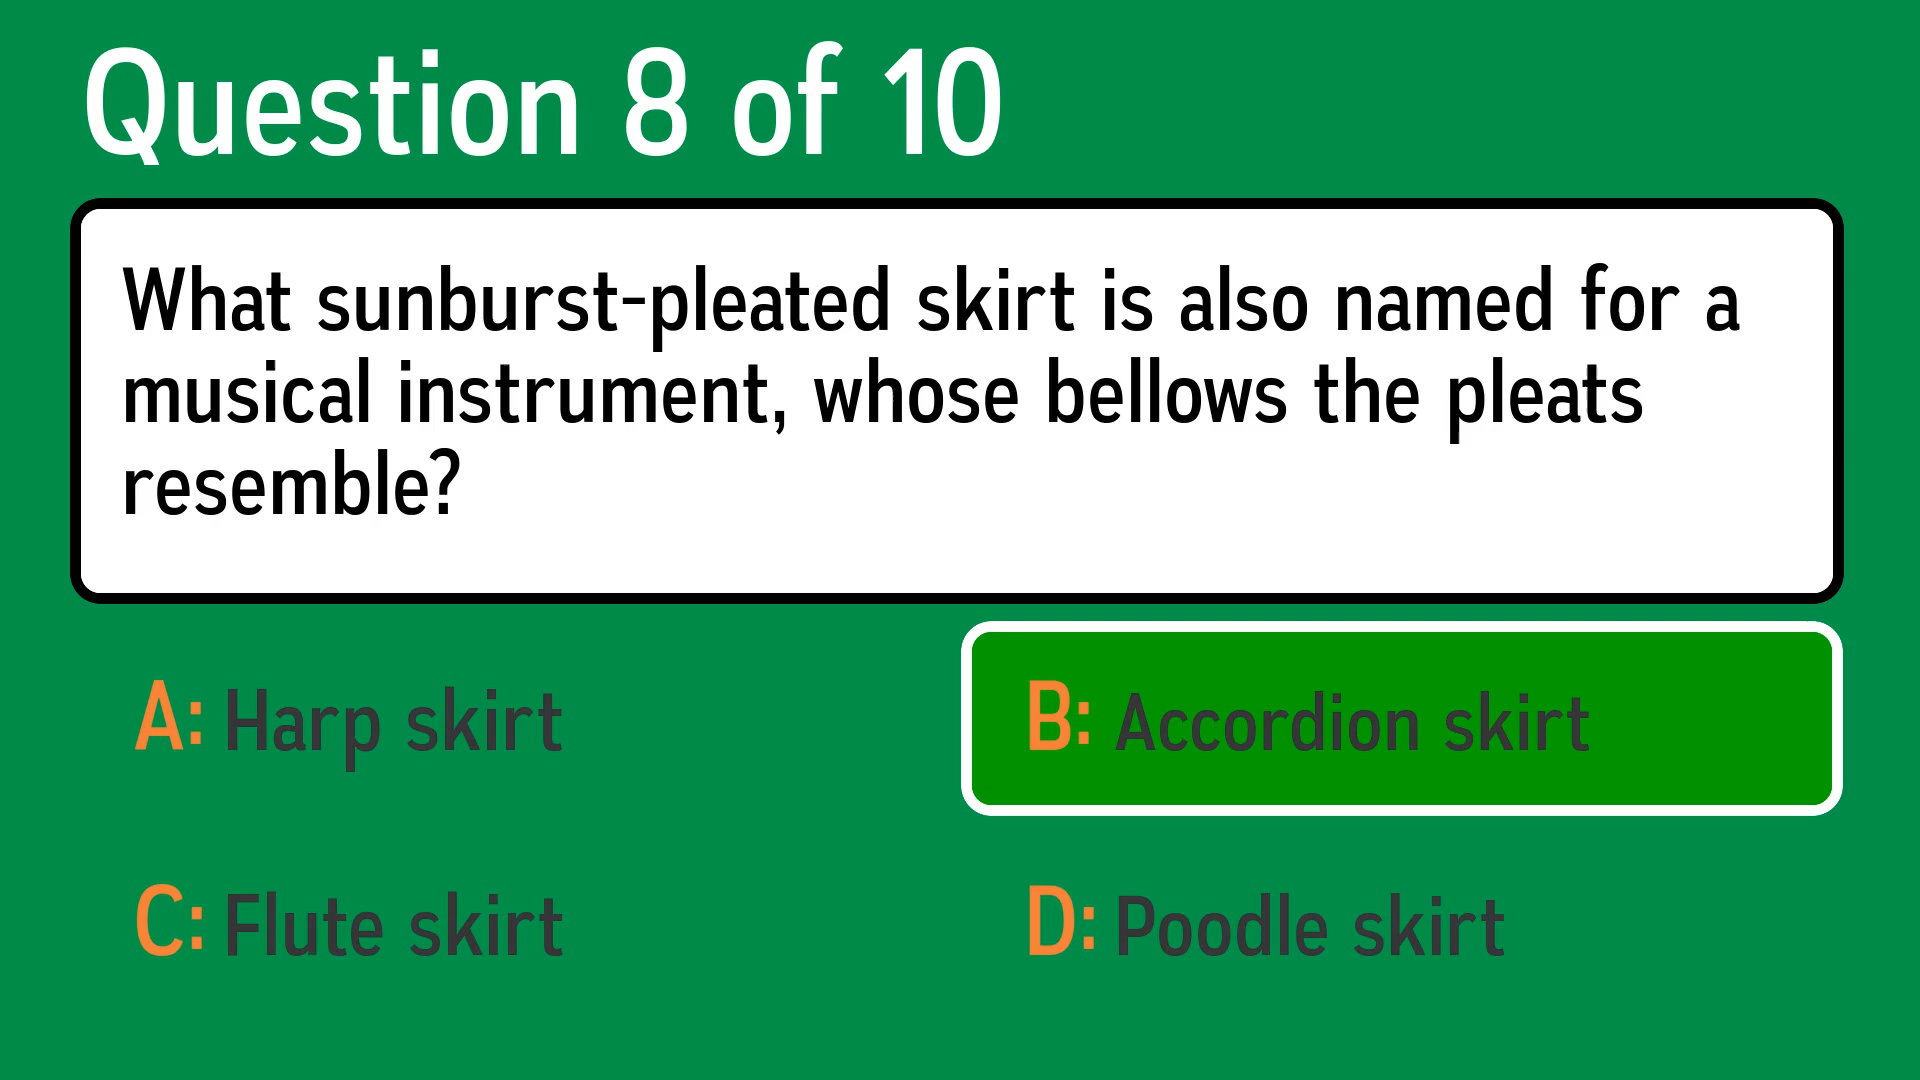 Question 8 of 10
What sunburst-pleated skirt is also named for a
musical instrument, whose bellows the pleats
resemble?
A: Harp skirt
B: Accordion skirt
C: Flute skirt
D: Poodle skirt